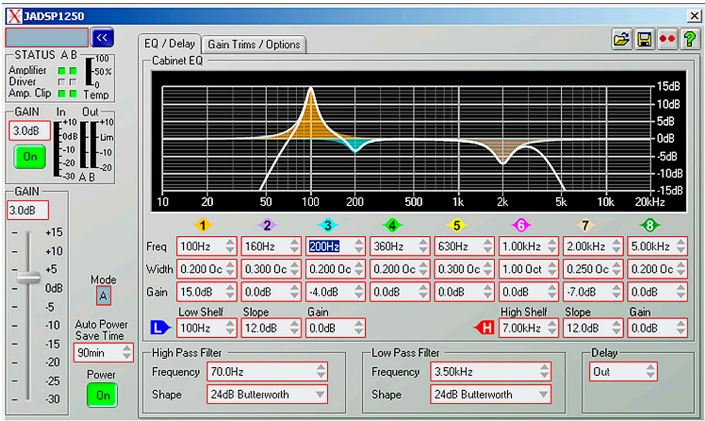 JADSP1250
<<
STATUS A B
100
Amplifier
50%
Driver
0
Amp. Clip
Temp
GAIN In Out
3.0dB
+10 +10
0dB Lim
-10 -10
On
-20 -20
-30 A B
GAIN
3.0dB
+15
+10
+5
0dB
-5
-10
-15
-20
-25
-30
Mode
A
Auto Power
Save Time
90min
Power
On
EQ / Delay Gain Trims / Options
Cabinet EQ
15dB
10dB
5dB
0dB
-5dB
-10dB
-15dB
10 20 50 100 200 500 1k 2k 5k 10k 20kHz
1 2 3 4 5 6 7 8
Freq 100Hz 160Hz 200Hz 360Hz 630Hz 1.00kHz 2.00kHz 5.00kHz
Width 0.200 Oc 0.300 Oc 0.200 Oc 0.200 Oc 0.300 Oc 1.00 Oct 0.250 Oc 0.200 Oc
Gain 15.0dB 0.0dB -4.0dB 0.0dB 0.0dB 0.0dB -7.0dB 0.0dB
Low Shelf Slope Gain High Shelf Slope Gain
L 100Hz 12.0dB 0.0dB H 7.00kHz 12.0dB 0.0dB
High Pass Filter Low Pass Filter Delay
Frequency 70.0Hz Frequency 3.50kHz Out
Shape 24dB Butterworth Shape 24dB Butterworth